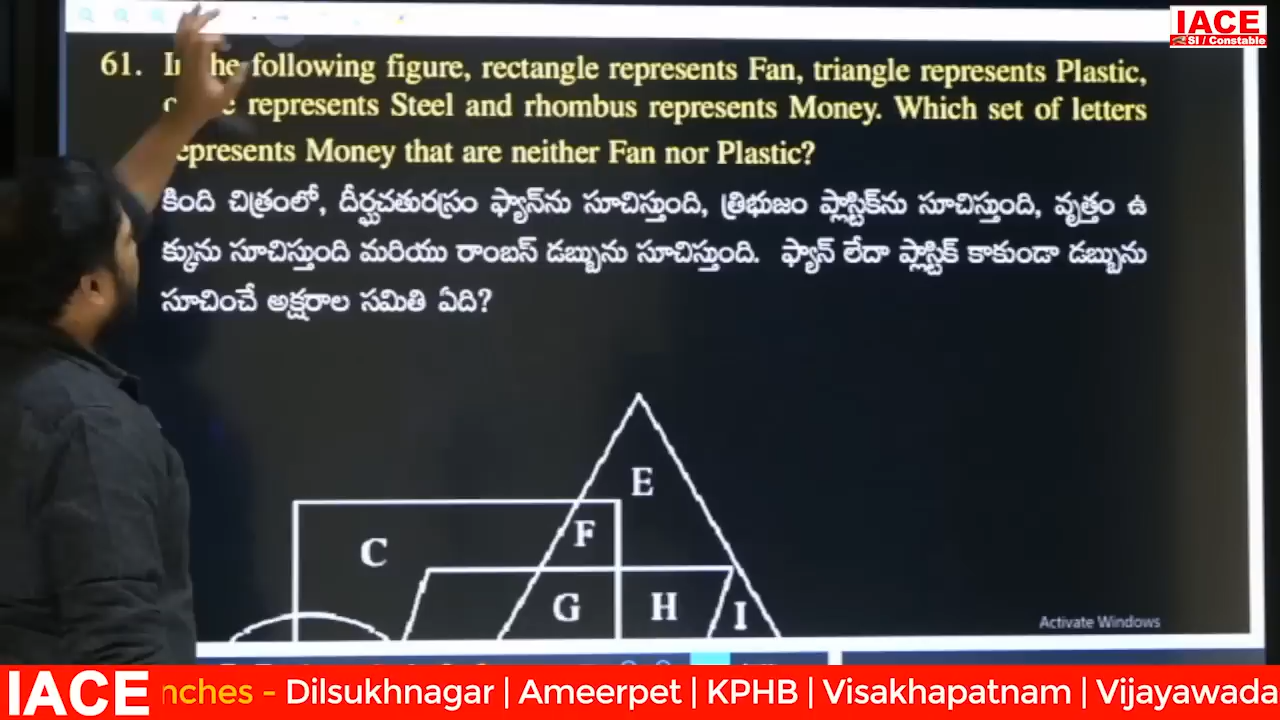 IACE
SI / Constable
61. In he following figure, rectangle represents Fan, triangle represents Plastic,
represents Steel and rhombus represents Money. Which set of letters
epresents Money that are neither Fan nor Plastic?
కింది చిత్రంలో, దీర్ఘచతురస్రం ఫ్యాన్‌ను సూచిస్తుంది, త్రిభుజం ప్లాస్టిక్‌ను సూచిస్తుంది, వృత్తం ఉ
క్కును సూచిస్తుంది మరియు రాంబస్ డబ్బును సూచిస్తుంది. ఫ్యాన్ లేదా ప్లాస్టిక్ కాకుండా డబ్బును
సూచించే అక్షరాల సమితి ఏది?
E
C
F
G
H
I
Activate Windows
IACE nches - Dilsukhnagar | Ameerpet | KPHB | Visakhapatnam | Vijayawada